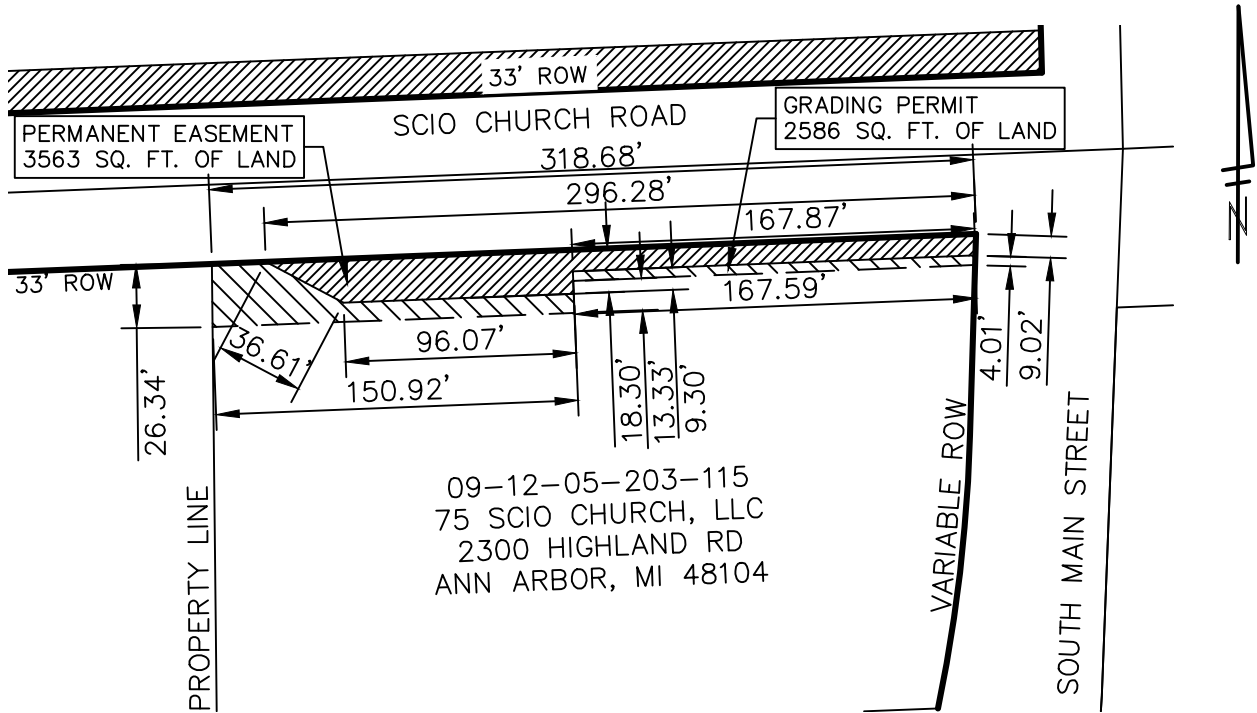 33' ROW
SCIO CHURCH ROAD
PERMANENT EASEMENT
3563 SQ. FT. OF LAND
GRADING PERMIT
2586 SQ. FT. OF LAND
318.68'
296.28'
167.87'
33' ROW
167.59'
96.07'
36.61'
150.92'
26.34'
18.30'
13.33'
9.30'
4.01'
9.02'
N
09-12-05-203-115
75 SCIO CHURCH, LLC
2300 HIGHLAND RD
ANN ARBOR, MI 48104
PROPERTY LINE
VARIABLE ROW
SOUTH MAIN STREET